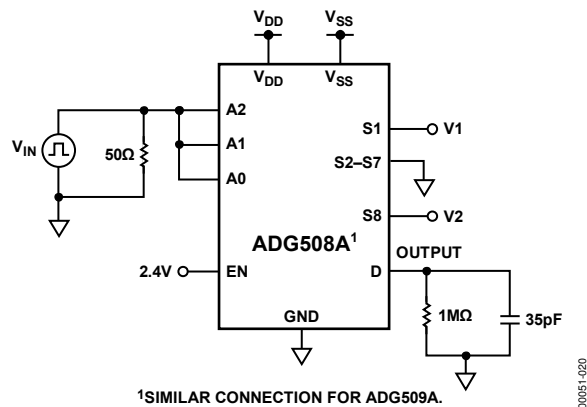 VDD
VSS
VDD
VSS
A2
S1
V1
VIN
50Ω
A1
S2–S7
A0
S8
V2
ADG508A1
OUTPUT
2.4V
EN
D
1MΩ
35pF
GND
1SIMILAR CONNECTION FOR ADG509A.
00051-020